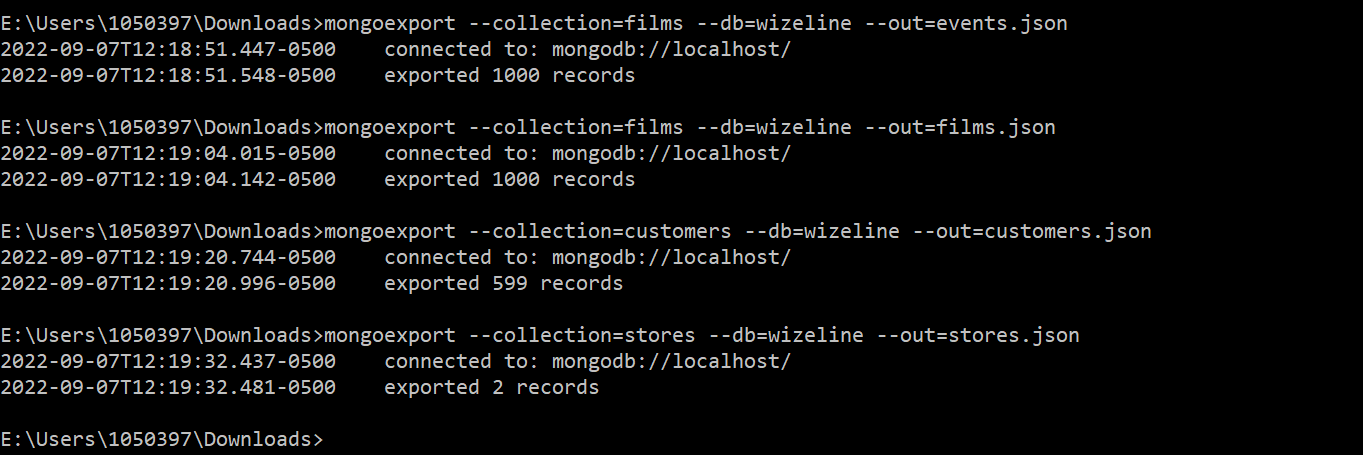 E:\Users\1050397\Downloads>mongoexport --collection=films --db=wizeline --out=events.json
2022-09-07T12:18:51.447-0500    connected to: mongodb://localhost/
2022-09-07T12:18:51.548-0500    exported 1000 records
E:\Users\1050397\Downloads>mongoexport --collection=films --db=wizeline --out=films.json
2022-09-07T12:19:04.015-0500    connected to: mongodb://localhost/
2022-09-07T12:19:04.142-0500    exported 1000 records
E:\Users\1050397\Downloads>mongoexport --collection=customers --db=wizeline --out=customers.json
2022-09-07T12:19:20.744-0500    connected to: mongodb://localhost/
2022-09-07T12:19:20.996-0500    exported 599 records
E:\Users\1050397\Downloads>mongoexport --collection=stores --db=wizeline --out=stores.json
2022-09-07T12:19:32.437-0500    connected to: mongodb://localhost/
2022-09-07T12:19:32.481-0500    exported 2 records
E:\Users\1050397\Downloads>